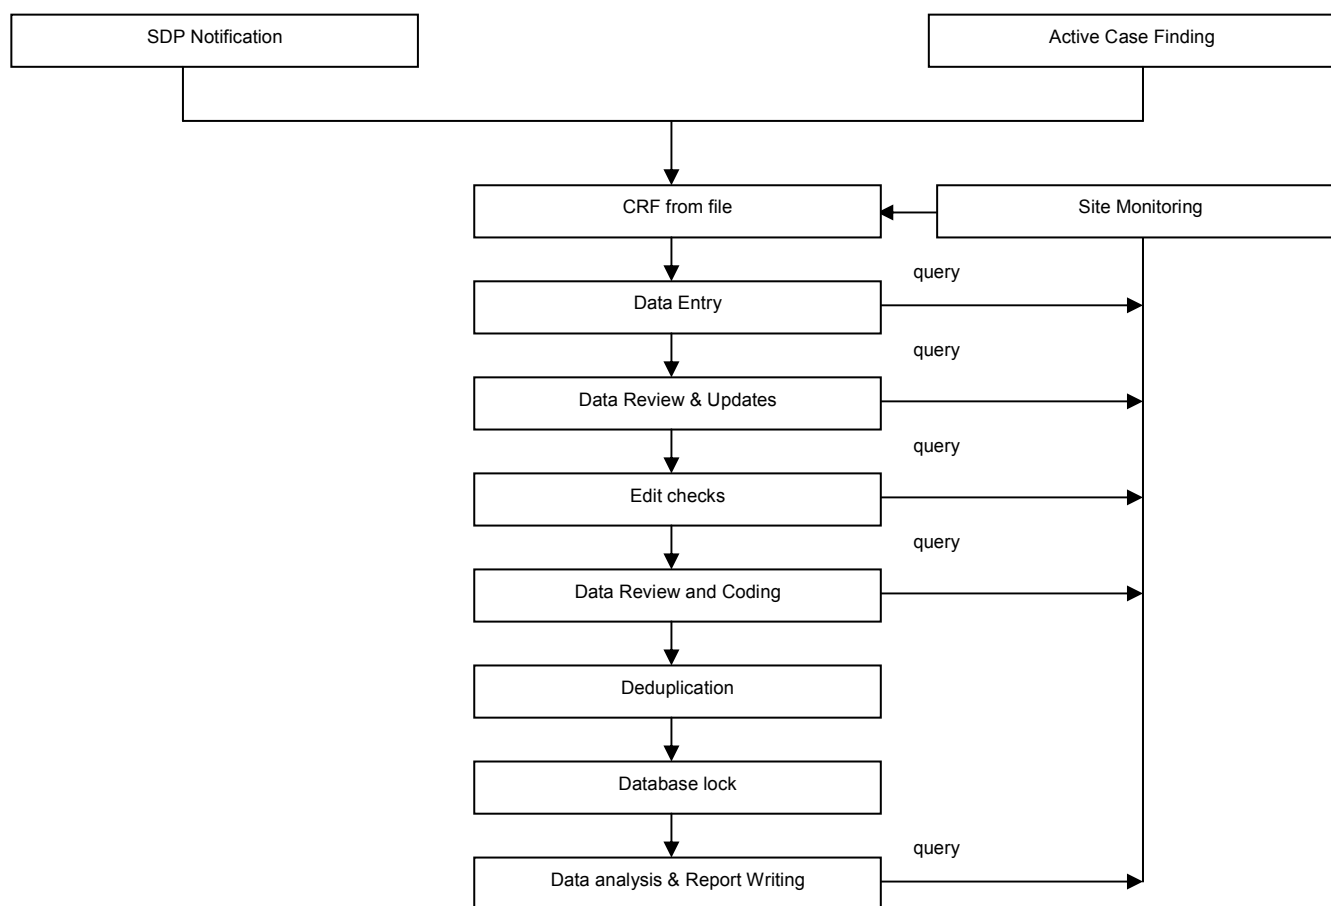 SDP Notification
Active Case Finding
CRF from file
Site Monitoring
query
Data Entry
query
Data Review & Updates
query
Edit checks
query
Data Review and Coding
Deduplication
Database lock
query
Data analysis & Report Writing